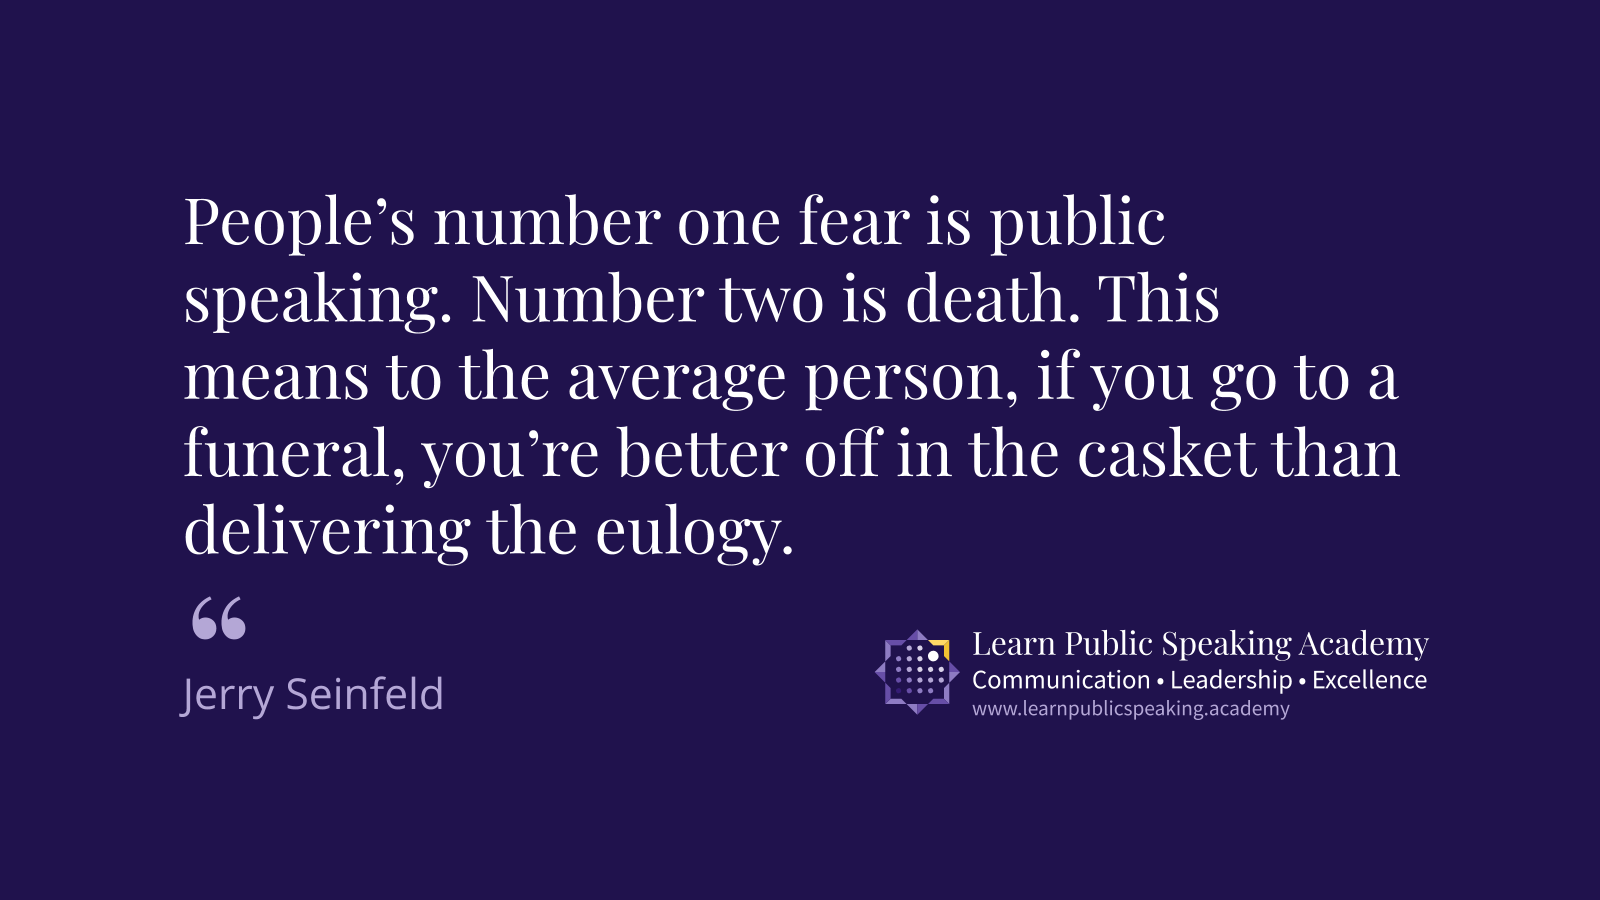 People’s number one fear is public
speaking. Number two is death. This
means to the average person, if you go to a
funeral, you’re better off in the casket than
delivering the eulogy.
“
Jerry Seinfeld
Learn Public Speaking Academy
Communication • Leadership • Excellence
www.learnpublicspeaking.academy